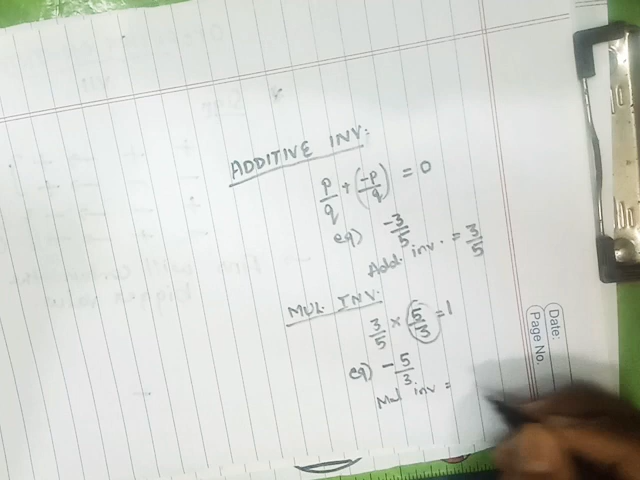 ADDITIVE INV:
p/q + (-p/q) = 0
eg) -3/5
Add. inv. = 3/5
MUL. INV:
3/5 × 5/3 = 1
eg) -5/3
Mul inv =
Date:
Page No.